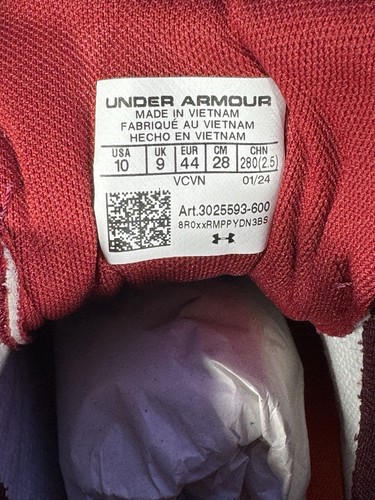 UNDER ARMOUR
MADE IN VIETNAM
FABRIQUÉ AU VIETNAM
HECHO EN VIETNAM
USA UK EUR CM CHN
10 9 44 28 280(2.5)
VCVN 01/24
Art.3025593-600
8R0xxRMPPYDN3BS